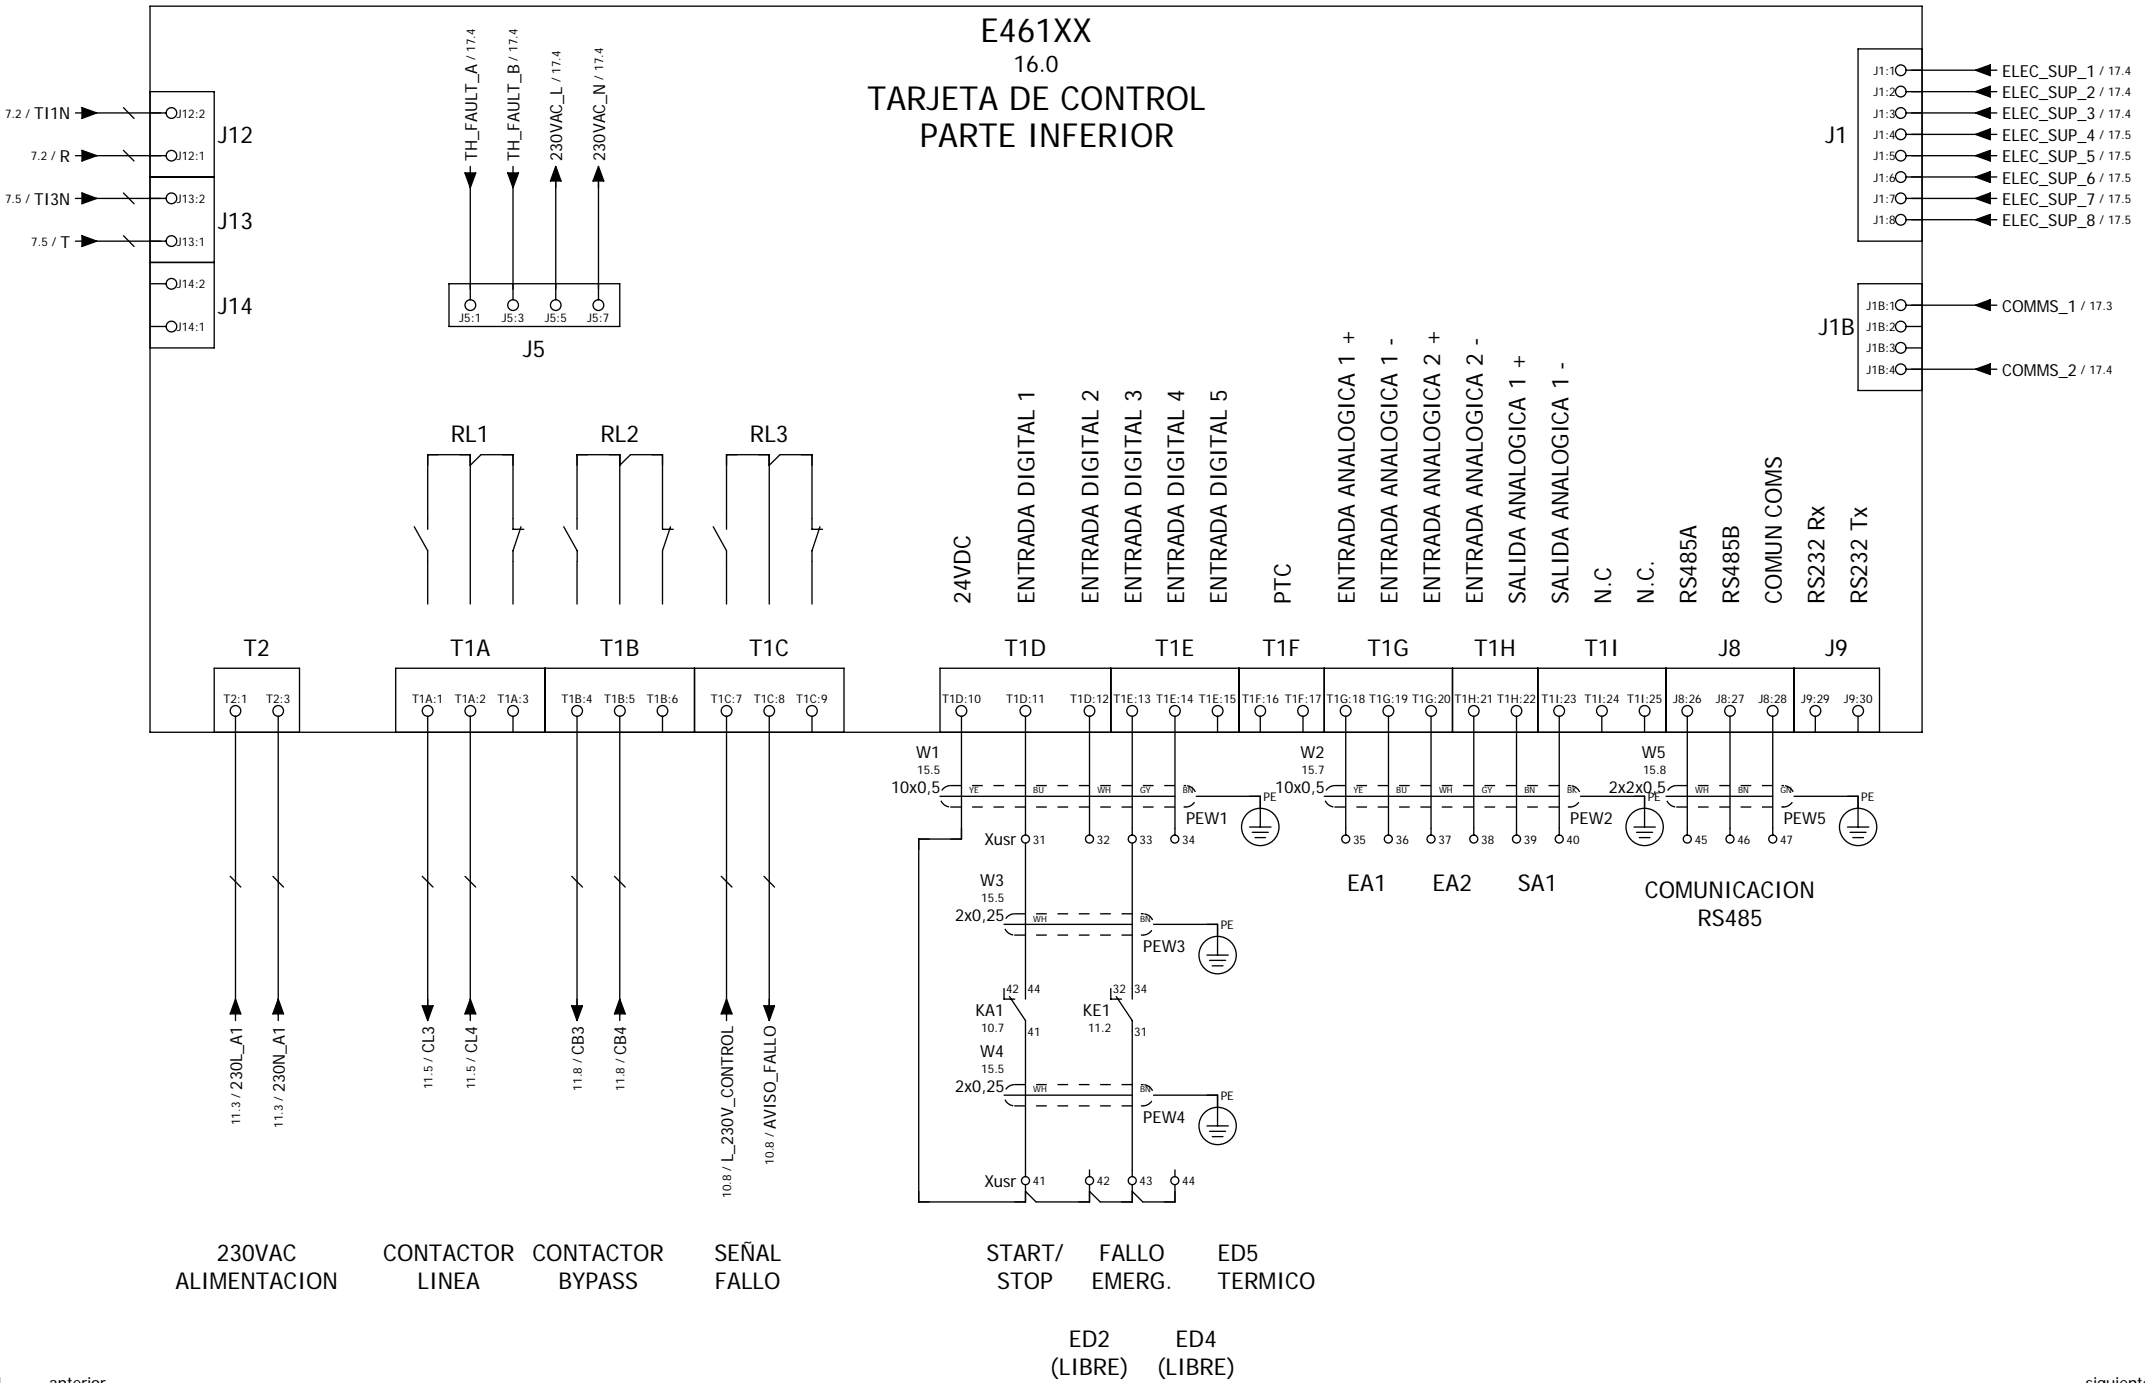 E461XX
16.0
TARJETA DE CONTROL
PARTE INFERIOR
7.2 / TI1N
J12:2
7.2 / R
J12:1
J12
7.5 / TI3N
J13:2
7.5 / T
J13:1
J13
J14:2
J14:1
J14
TH_FAULT_A / 17.4
TH_FAULT_B / 17.4
230VAC_L / 17.4
230VAC_N / 17.4
J5:1 J5:3 J5:5 J5:7
J5
J1
J1:1 ELEC_SUP_1 / 17.4
J1:2 ELEC_SUP_2 / 17.4
J1:3 ELEC_SUP_3 / 17.4
J1:4 ELEC_SUP_4 / 17.5
J1:5 ELEC_SUP_5 / 17.5
J1:6 ELEC_SUP_6 / 17.5
J1:7 ELEC_SUP_7 / 17.5
J1:8 ELEC_SUP_8 / 17.5
J1B
J1B:1 COMMS_1 / 17.3
J1B:2
J1B:3
J1B:4 COMMS_2 / 17.4
RL1 RL2 RL3
24VDC
ENTRADA DIGITAL 1
ENTRADA DIGITAL 2
ENTRADA DIGITAL 3
ENTRADA DIGITAL 4
ENTRADA DIGITAL 5
PTC
ENTRADA ANALOGICA 1 +
ENTRADA ANALOGICA 1 -
ENTRADA ANALOGICA 2 +
ENTRADA ANALOGICA 2 -
SALIDA ANALOGICA 1 +
SALIDA ANALOGICA 1 -
N.C
N.C.
RS485A
RS485B
COMUN COMS
RS232 Rx
RS232 Tx
T2 T1A T1B T1C T1D T1E T1F T1G T1H T1I J8 J9
T2:1 T2:3 T1A:1 T1A:2 T1A:3 T1B:4 T1B:5 T1B:6 T1C:7 T1C:8 T1C:9 T1D:10 T1D:11 T1D:12 T1E:13 T1E:14 T1E:15 T1F:16 T1F:17 T1G:18 T1G:19 T1G:20 T1H:21 T1H:22 T1I:23 T1I:24 T1I:25 J8:26 J8:27 J8:28 J9:29 J9:30
W1
15.5
10x0,5
YE BU WH GY BN
PE
PEW1
W2
15.7
10x0,5
YE BU WH GY BN BK
PE
PEW2
W5
15.8
2x2x0,5
WH BN GN
PE
PEW5
Xusr 31 32 33 34
35 36 37 38 39 40
45 46 47
EA1 EA2 SA1
COMUNICACION
RS485
W3
15.5
2x0,25
WH BN
PE
PEW3
42 44
KA1
10.7
41
32 34
KE1
11.2
31
W4
15.5
2x0,25
WH BN
PE
PEW4
Xusr 41 42 43 44
11.3 / 230L_A1
11.3 / 230N_A1
11.5 / CL3
11.5 / CL4
11.8 / CB3
11.8 / CB4
10.8 / L_230V_CONTROL
10.8 / AVISO_FALLO
230VAC
ALIMENTACION
CONTACTOR
LINEA
CONTACTOR
BYPASS
SEÑAL
FALLO
START/
STOP
FALLO
EMERG.
ED5
TERMICO
ED2
(LIBRE)
ED4
(LIBRE)